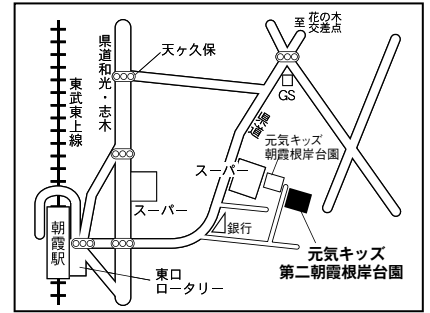 至 花の木
交差点
天ヶ久保
県道和光・志木
東武東上線
GS
県道
元気キッズ
朝霞根岸台園
スーパー
スーパー
銀行
朝霞駅
東口
ロータリー
元気キッズ
第二朝霞根岸台園